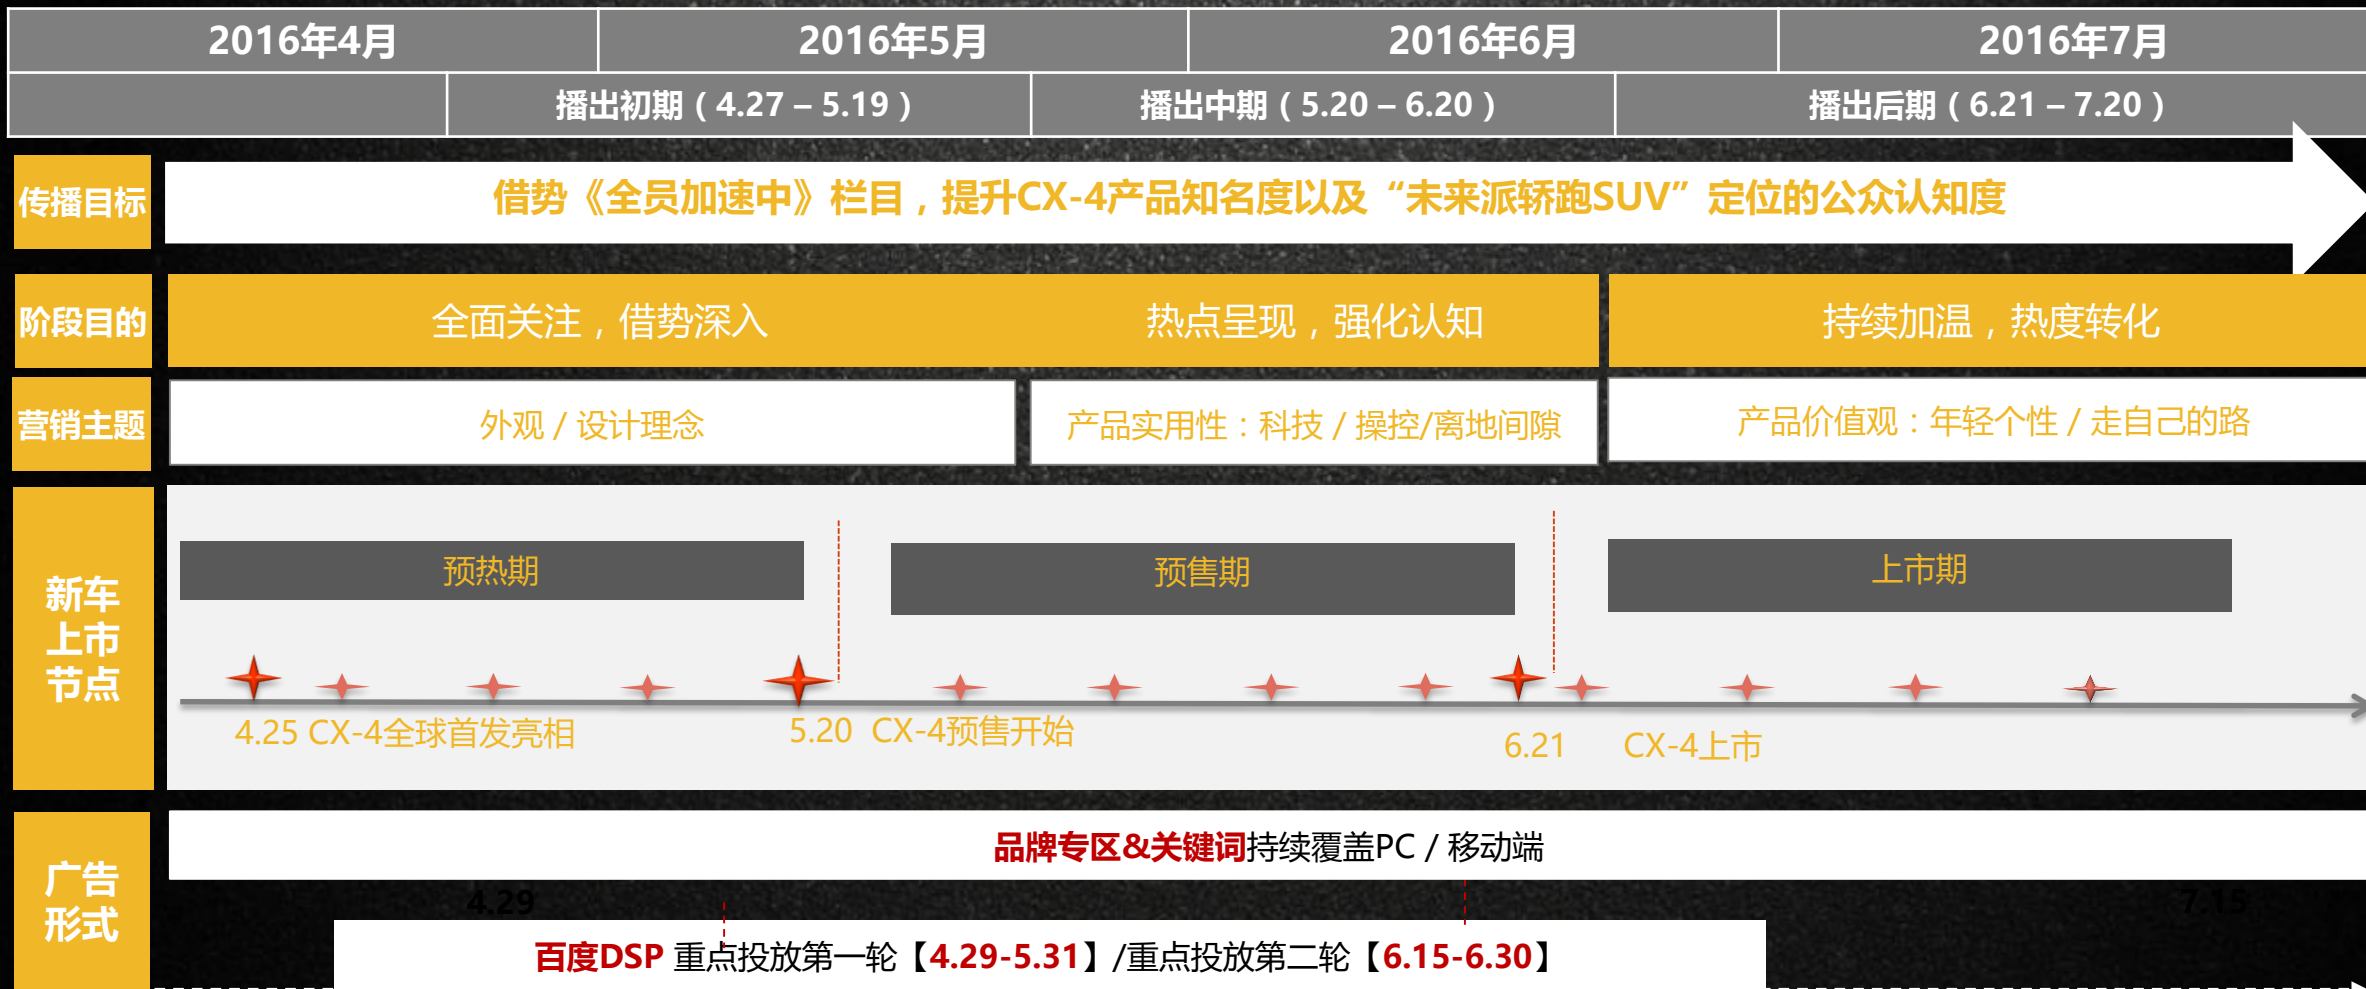 2016年4月 2016年5月 2016年6月 2016年7月
播出初期（4.27 – 5.19） 播出中期（5.20 – 6.20） 播出后期（6.21 – 7.20）
传播目标
借势《全员加速中》栏目，提升CX-4产品知名度以及“未来派轿跑SUV”定位的公众认知度
阶段目的
全面关注，借势深入 热点呈现，强化认知 持续加温，热度转化
营销主题
外观 / 设计理念 产品实用性：科技 / 操控/离地间隙 产品价值观：年轻个性 / 走自己的路
新车
上市
节点
预热期 预售期 上市期
4.25 CX-4全球首发亮相 5.20 CX-4预售开始 6.21 CX-4上市
广告
形式
品牌专区&关键词持续覆盖PC / 移动端
4.29 7.15
百度DSP 重点投放第一轮【4.29-5.31】/重点投放第二轮【6.15-6.30】